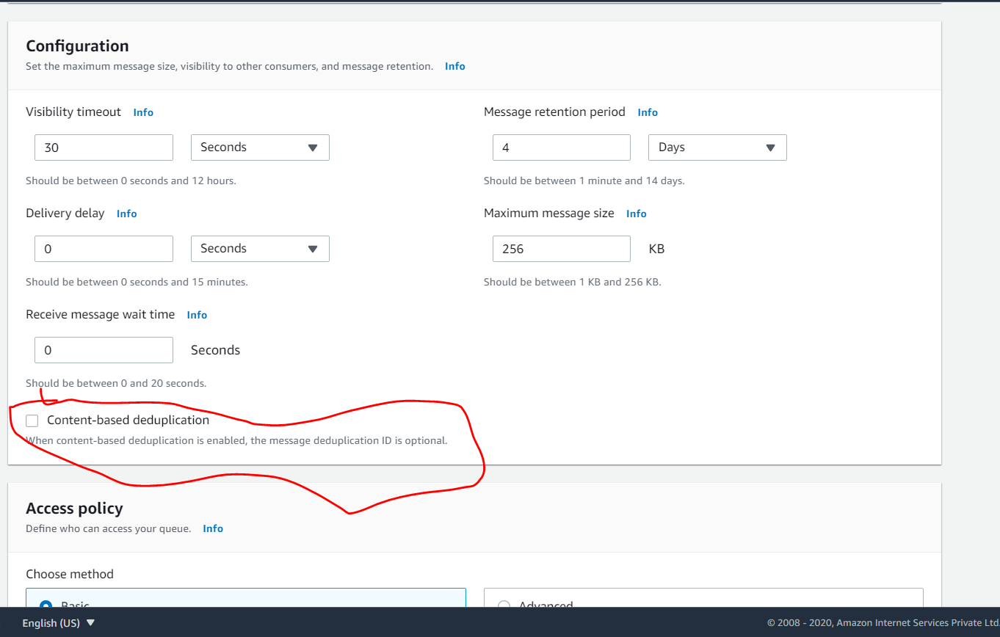 Configuration
Set the maximum message size, visibility to other consumers, and message retention. Info
Visibility timeout Info
Message retention period Info
30 Seconds
4 Days
Should be between 0 seconds and 12 hours.
Should be between 1 minute and 14 days.
Delivery delay Info
Maximum message size Info
0 Seconds
256 KB
Should be between 0 seconds and 15 minutes.
Should be between 1 KB and 256 KB.
Receive message wait time Info
0 Seconds
Should be between 0 and 20 seconds.
Content-based deduplication
When content-based deduplication is enabled, the message deduplication ID is optional.
Access policy
Define who can access your queue. Info
Choose method
Basic
Advanced
English (US)
© 2008 - 2020, Amazon Internet Services Private Ltd.